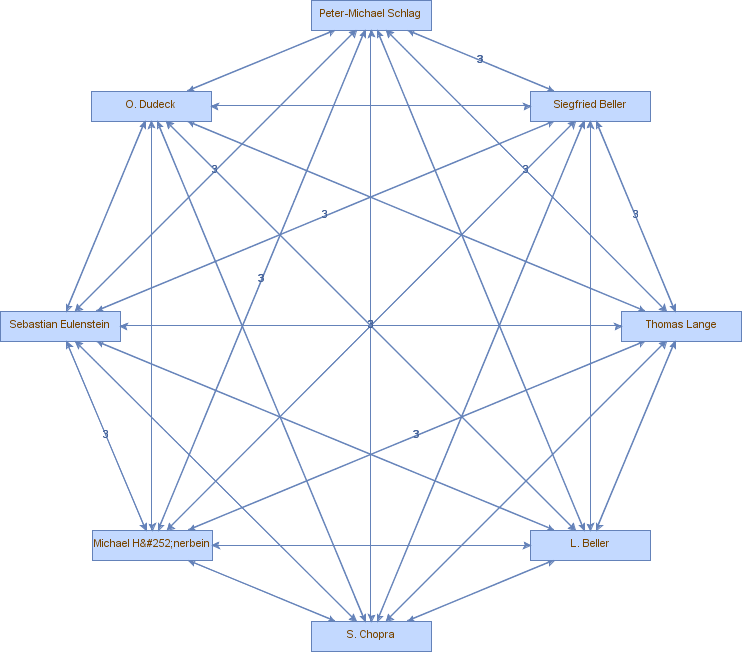 Peter-Michael Schlag
3
O. Dudeck
Siegfried Beller
3
3
3
3
3
Sebastian Eulenstein
3
Thomas Lange
3
3
Michael H&#252;nerbein
L. Beller
S. Chopra